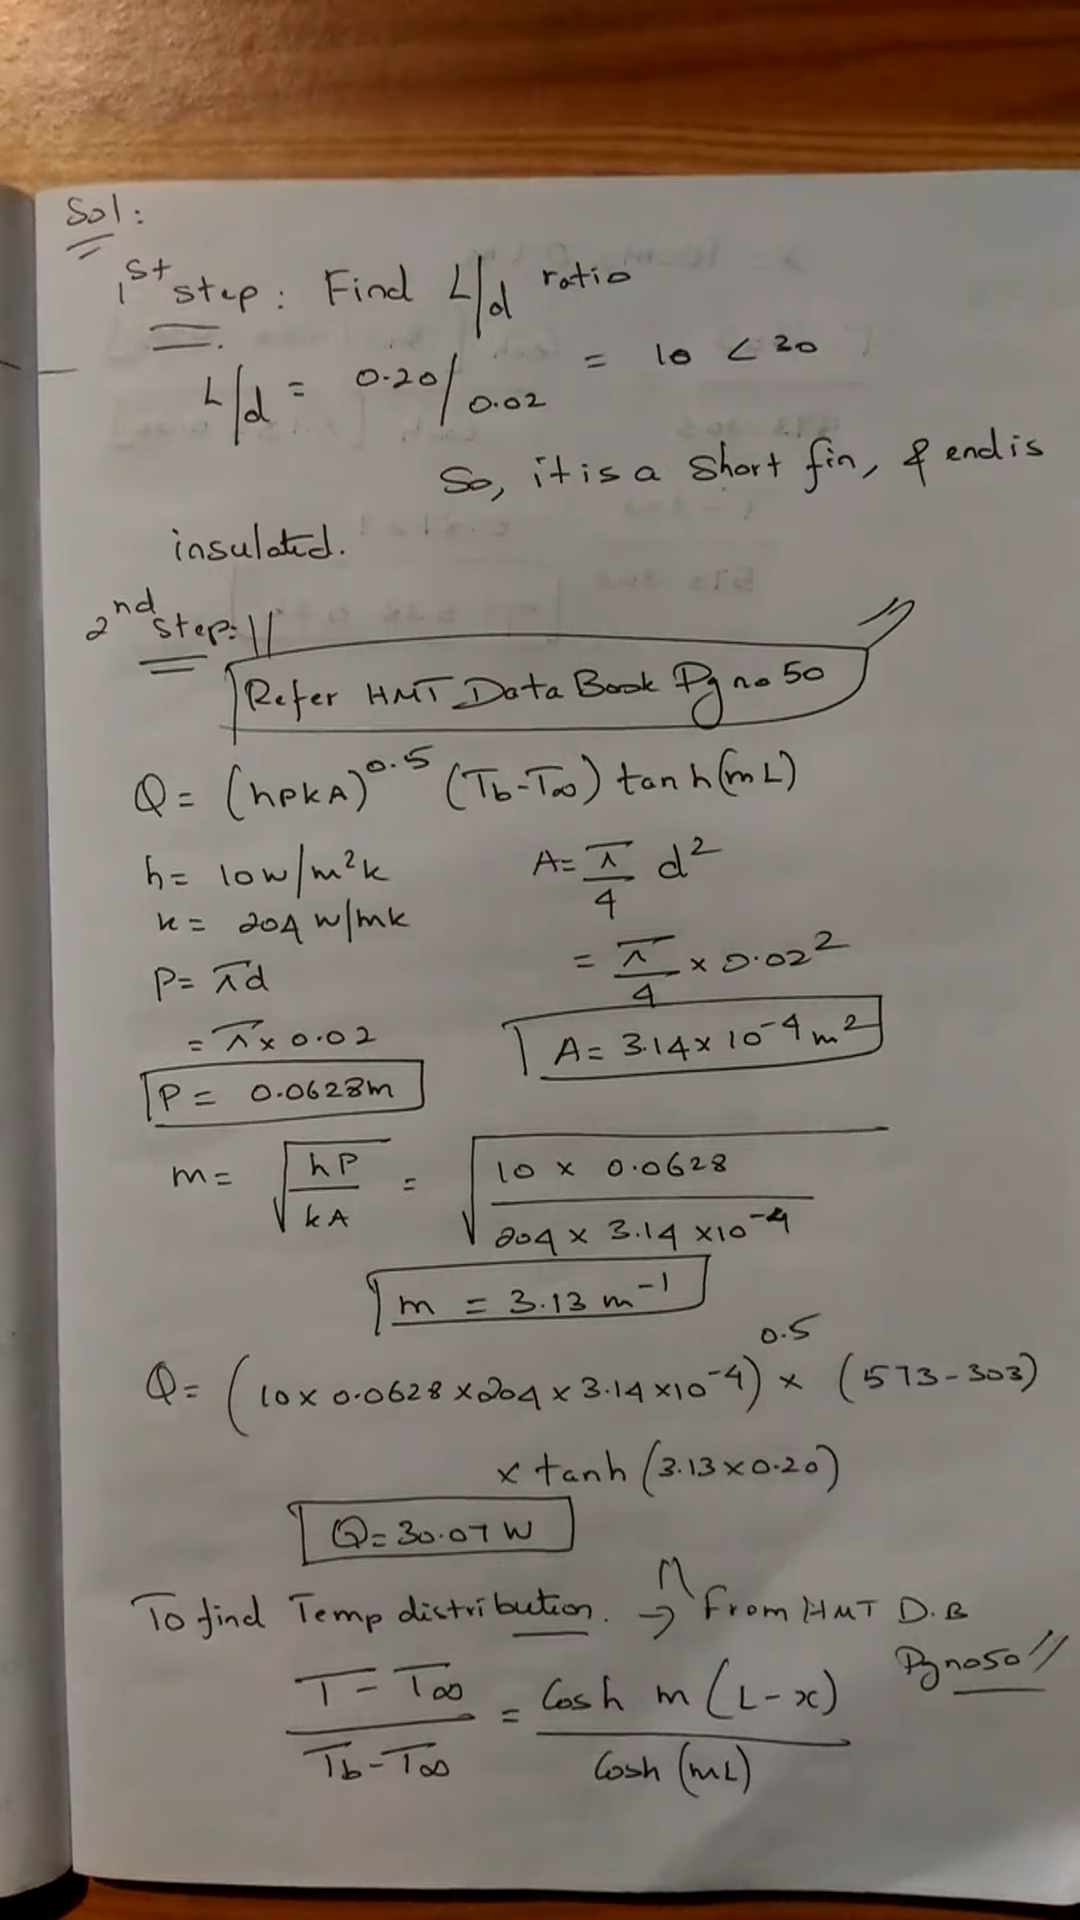 Sol:
1st step: Find L/d ratio
L/d = 0.20/0.02 = 10 < 20
So, it is a short fin, & end is
insulated.
2nd step:
Refer HMT Data Book Pg no 50
Q = (hPkA)^0.5 (Tb-T∞) tanh(mL)
h = 10 w/m²k
k = 204 w/mk
P = πd
= π x 0.02
P = 0.0628m
A = π/4 d²
= π/4 x 0.02²
A = 3.14 x 10^-4 m²
m = √(hP/kA) = √(10 x 0.0628 / 204 x 3.14 x 10^-4)
m = 3.13 m^-1
Q = (10 x 0.0628 x 204 x 3.14 x 10^-4)^0.5 x (573-303)
x tanh (3.13 x 0.20)
Q = 30.07 W
To find Temp distribution. → From HMT D.B
Pg no 50
(T - T∞)/(Tb - T∞) = Cosh m (L-x) / Cosh (mL)